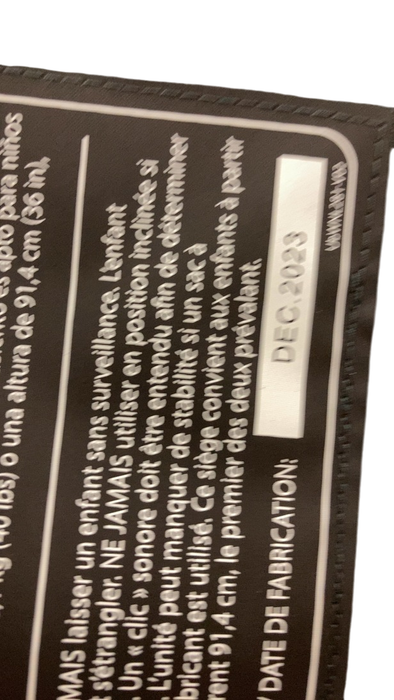 apto para niños
(40 lbs) o una altura de 91,4 cm (36 in),
laisser un enfant sans surveillance. L'enfant
s'étrangler. NE JAMAIS utiliser en position inclinée si
Un « clic » sonore doit être entendu afin de déterminer
L'unité peut manquer de stabilité si un sac à
est utilisé. Ce siège convient aux enfants à partir
91,4 cm, le premier des deux prévalant.
DATE DE FABRICATION: DEC.2023